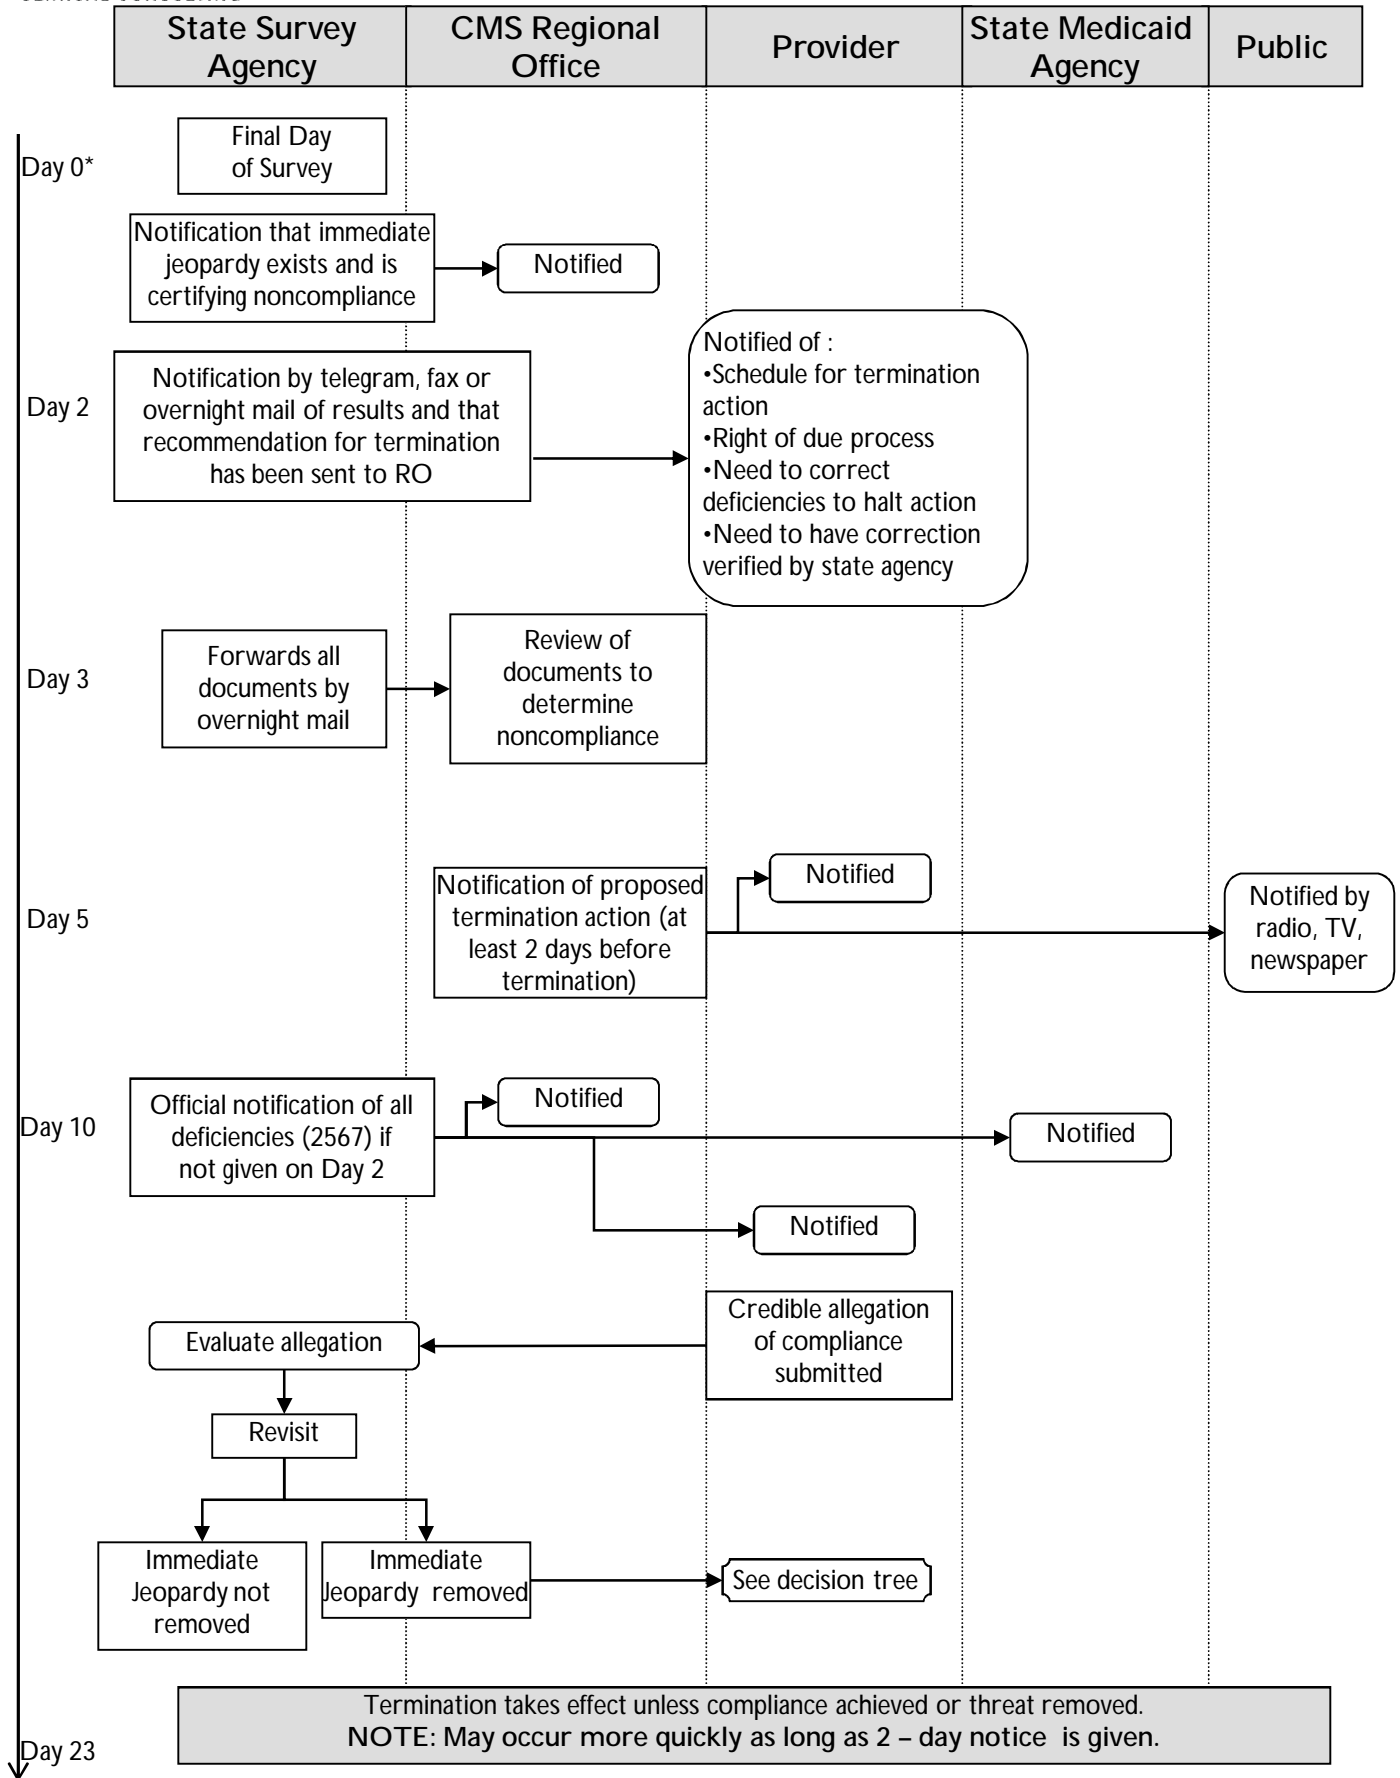 State Survey
Agency
CMS Regional
Office
Provider
State Medicaid
Agency
Public
Day 0*
Final Day
of Survey
Notification that immediate
jeopardy exists and is
certifying noncompliance
Notified
Day 2
Notification by telegram, fax or
overnight mail of results and that
recommendation for termination
has been sent to RO
Notified of :
•Schedule for termination
action
•Right of due process
•Need to correct
deficiencies to halt action
•Need to have correction
verified by state agency
Day 3
Forwards all
documents by
overnight mail
Review of
documents to
determine
noncompliance
Day 5
Notification of proposed
termination action (at
least 2 days before
termination)
Notified
Notified by
radio, TV,
newspaper
Day 10
Official notification of all
deficiencies (2567) if
not given on Day 2
Notified
Notified
Notified
Credible allegation
of compliance
submitted
Evaluate allegation
Revisit
Immediate
Jeopardy not
removed
Immediate
Jeopardy removed
See decision tree
Termination takes effect unless compliance achieved or threat removed.
NOTE: May occur more quickly as long as 2 – day notice is given.
Day 23